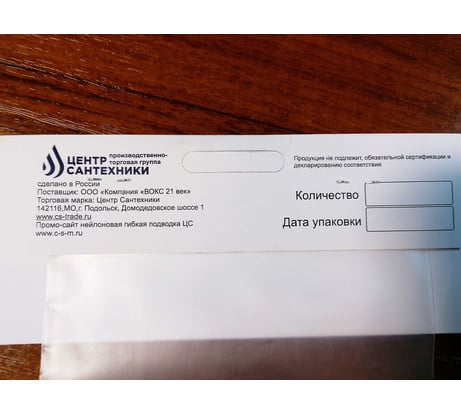 ЦЕНТР САНТЕХНИКИ
производственно-
торговая группа
сделано в России
Поставщик: ООО «Компания «ВОКС 21 век»
Торговая марка: Центр Сантехники
142116,МО,г. Подольск, Домодедовское шоссе 1
www.cs-trade.ru
Промо-сайт нейлоновая гибкая подводка ЦС
www.c-s-m.ru
Продукция не подлежит, обязательной сертификации и
декларированию соответствия
Количество
Дата упаковки